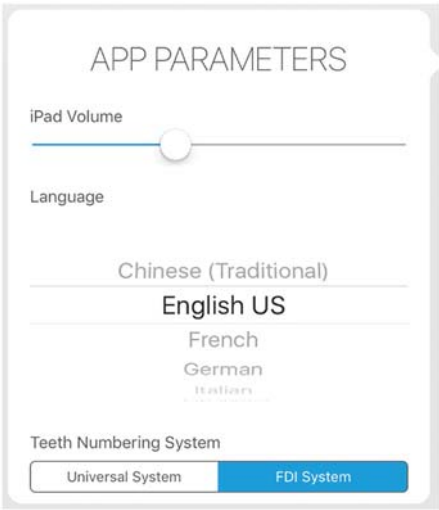 APP PARAMETERS
iPad Volume
Language
Chinese (Traditional)
English US
French
German
Italian
Teeth Numbering System
Universal System FDI System